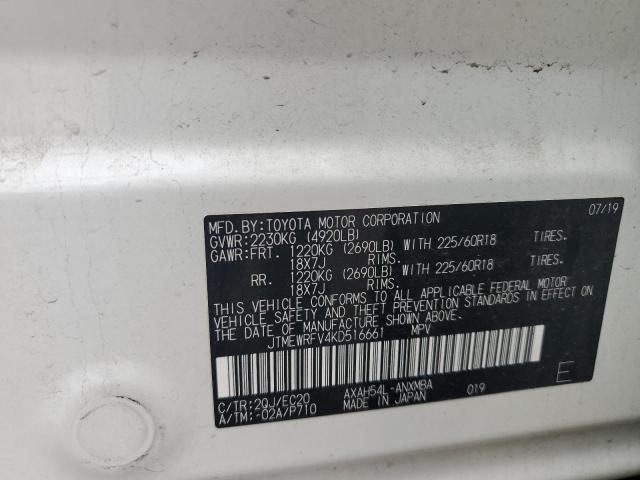 MFD.BY:TOYOTA MOTOR CORPORATION 07/19
GVWR:2230KG (4920LB)
GAWR:FRT. 1220KG (2690LB) WITH 225/60R18 TIRES.
18X7J RIMS.
RR. 1220KG (2690LB) WITH 225/60R18 TIRES.
18X7J RIMS.
THIS VEHICLE CONFORMS TO ALL APPLICABLE FEDERAL MOTOR
VEHICLE SAFETY AND THEFT PREVENTION STANDARDS IN
EFFECT ON THE DATE OF MANUFACTURE SHOWN ABOVE.
JTMEWRFV4KD516661 MPV
C/TR:2QJ/EC20 AXAH54L-ANXMBA 019 E
A/TM:-02A/P710 MADE IN JAPAN